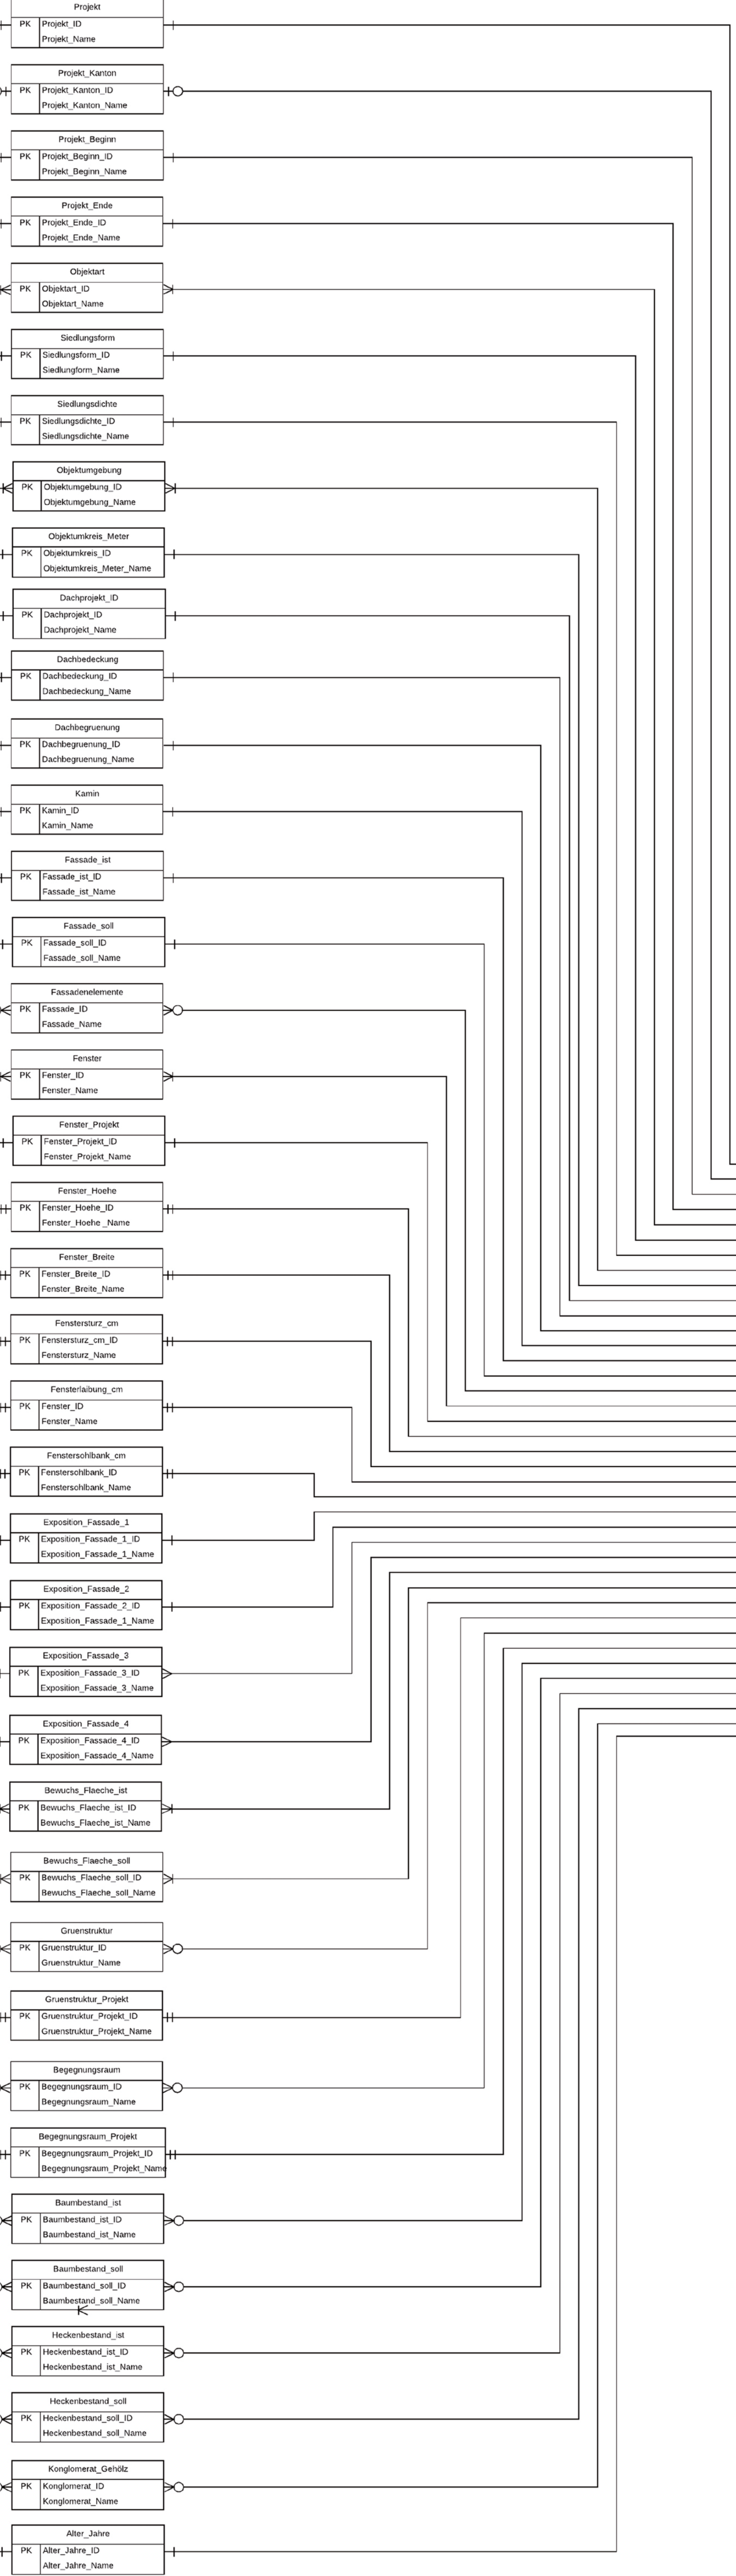 Projekt
PK Projekt_ID
Projekt_Name
Projekt_Kanton
PK Projekt_Kanton_ID
Projekt_Kanton_Name
Projekt_Beginn
PK Projekt_Beginn_ID
Projekt_Beginn_Name
Projekt_Ende
PK Projekt_Ende_ID
Projekt_Ende_Name
Objektart
PK Objektart_ID
Objektart_Name
Siedlungsform
PK Siedlungsform_ID
Siedlungform_Name
Siedlungsdichte
PK Siedlungsdichte_ID
Siedlungsdichte_Name
Objektumgebung
PK Objektumgebung_ID
Objektumgebung_Name
Objektumkreis_Meter
PK Objektumkreis_ID
Objektumkreis_Meter_Name
Dachprojekt_ID
PK Dachprojekt_ID
Dachprojekt_Name
Dachbedeckung
PK Dachbedeckung_ID
Dachbedeckung_Name
Dachbegruenung
PK Dachbegruenung_ID
Dachbegruenung_Name
Kamin
PK Kamin_ID
Kamin_Name
Fassade_ist
PK Fassade_ist_ID
Fassade_ist_Name
Fassade_soll
PK Fassade_soll_ID
Fassade_soll_Name
Fassadenelemente
PK Fassade_ID
Fassade_Name
Fenster
PK Fenster_ID
Fenster_Name
Fenster_Projekt
PK Fenster_Projekt_ID
Fenster_Projekt_Name
Fenster_Hoehe
PK Fenster_Hoehe_ID
Fenster_Hoehe _Name
Fenster_Breite
PK Fenster_Breite_ID
Fenster_Breite_Name
Fenstersturz_cm
PK Fenstersturz_cm_ID
Fenstersturz_Name
Fensterlaibung_cm
PK Fenster_ID
Fenster_Name
Fenstersohlbank_cm
PK Fenstersohlbank_ID
Fenstersohlbank_Name
Exposition_Fassade_1
PK Exposition_Fassade_1_ID
Exposition_Fassade_1_Name
Exposition_Fassade_2
PK Exposition_Fassade_2_ID
Exposition_Fassade_1_Name
Exposition_Fassade_3
PK Exposition_Fassade_3_ID
Exposition_Fassade_3_Name
Exposition_Fassade_4
PK Exposition_Fassade_4_ID
Exposition_Fassade_4_Name
Bewuchs_Flaeche_ist
PK Bewuchs_Flaeche_ist_ID
Bewuchs_Flaeche_ist_Name
Bewuchs_Flaeche_soll
PK Bewuchs_Flaeche_soll_ID
Bewuchs_Flaeche_soll_Name
Gruenstruktur
PK Gruenstruktur_ID
Gruenstruktur_Name
Gruenstruktur_Projekt
PK Gruenstruktur_Projekt_ID
Gruenstruktur_Projekt_Name
Begegnungsraum
PK Begegnungsraum_ID
Begegnungsraum_Name
Begegnungsraum_Projekt
PK Begegnungsraum_Projekt_ID
Begegnungsraum_Projekt_Name
Baumbestand_ist
PK Baumbestand_ist_ID
Baumbestand_ist_Name
Baumbestand_soll
PK Baumbestand_soll_ID
Baumbestand_soll_Name
Heckenbestand_ist
PK Heckenbestand_ist_ID
Heckenbestand_ist_Name
Heckenbestand_soll
PK Heckenbestand_soll_ID
Heckenbestand_soll_Name
Konglomerat_Gehölz
PK Konglomerat_ID
Konglomerat_Name
Alter_Jahre
PK Alter_Jahre_ID
Alter_Jahre_Name